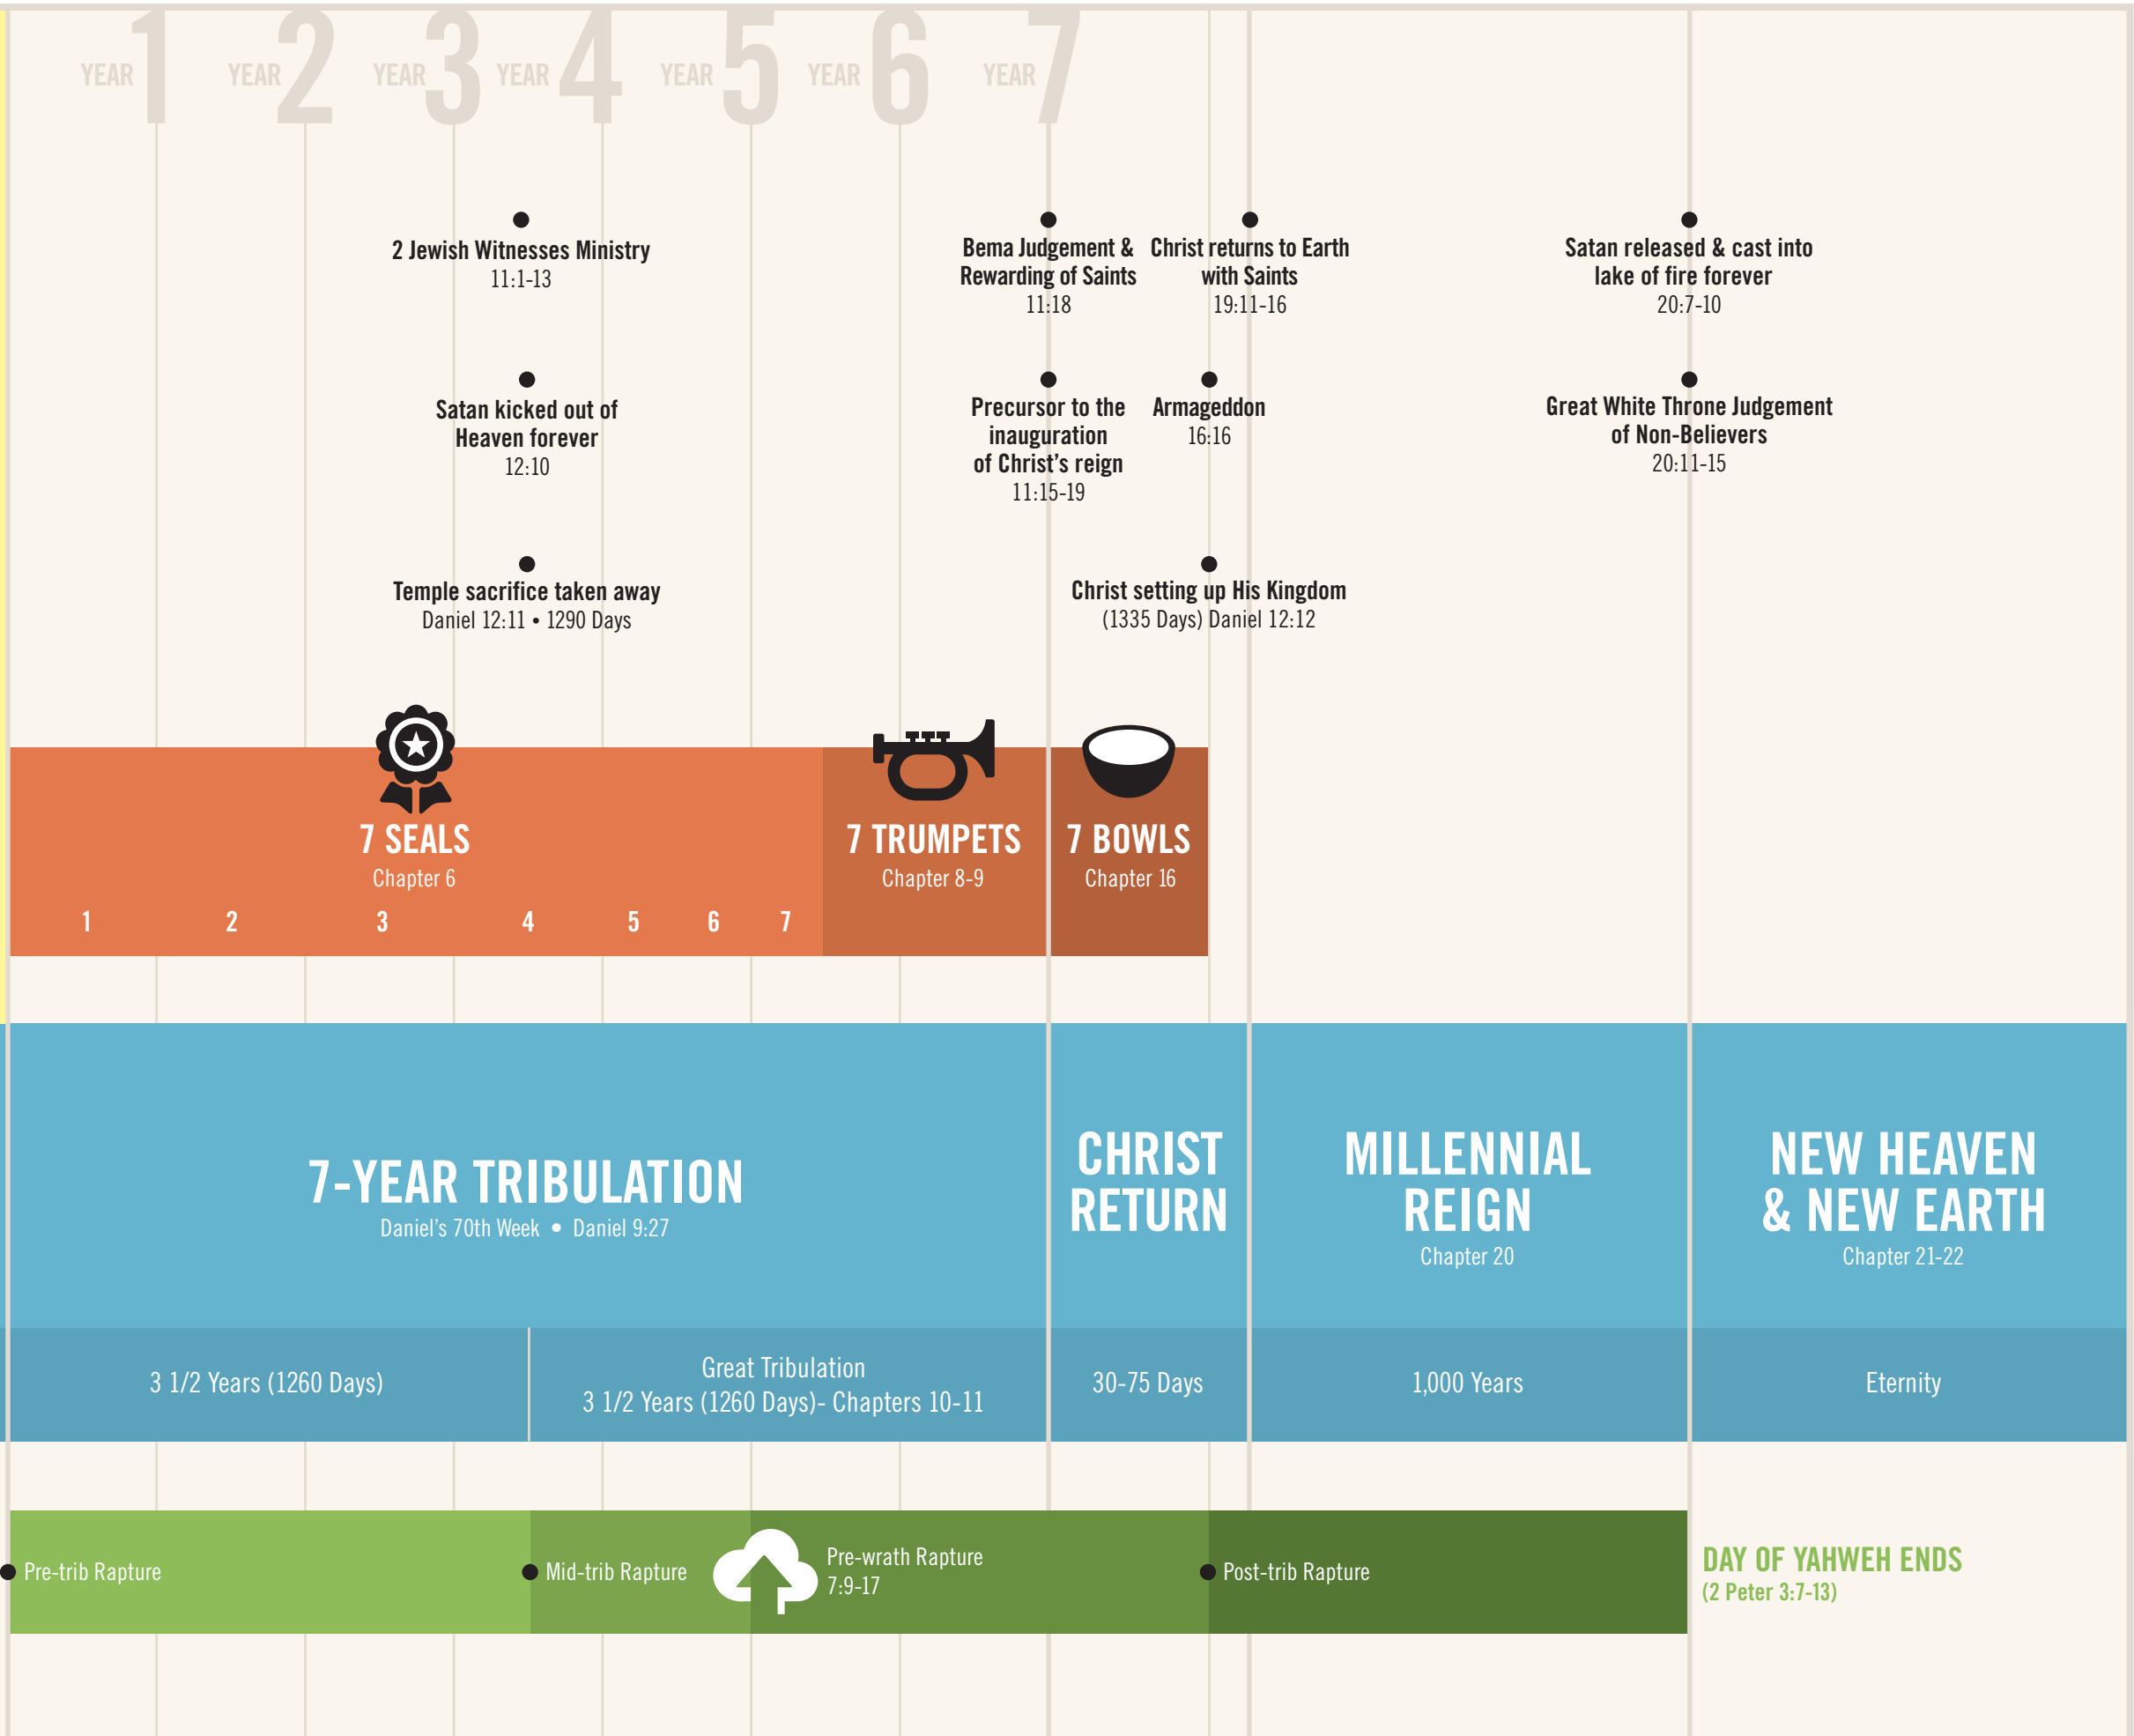 YEAR 1
YEAR 2
YEAR 3
YEAR 4
YEAR 5
YEAR 6
YEAR 7
2 Jewish Witnesses Ministry
11:1-13
Bema Judgement &
Rewarding of Saints
11:18
Christ returns to Earth
with Saints
19:11-16
Satan released & cast into
lake of fire forever
20:7-10
Satan kicked out of
Heaven forever
12:10
Precursor to the
inauguration
of Christ’s reign
11:15-19
Armageddon
16:16
Great White Throne Judgement
of Non-Believers
20:11-15
Temple sacrifice taken away
Daniel 12:11 • 1290 Days
Christ setting up His Kingdom
(1335 Days) Daniel 12:12
7 SEALS
Chapter 6
1 2 3 4 5 6 7
7 TRUMPETS
Chapter 8-9
7 BOWLS
Chapter 16
7-YEAR TRIBULATION
Daniel’s 70th Week • Daniel 9:27
CHRIST
RETURN
MILLENNIAL
REIGN
Chapter 20
NEW HEAVEN
& NEW EARTH
Chapter 21-22
3 1/2 Years (1260 Days)
Great Tribulation
3 1/2 Years (1260 Days)- Chapters 10-11
30-75 Days
1,000 Years
Eternity
Pre-trib Rapture
Mid-trib Rapture
Pre-wrath Rapture
7:9-17
Post-trib Rapture
DAY OF YAHWEH ENDS
(2 Peter 3:7-13)